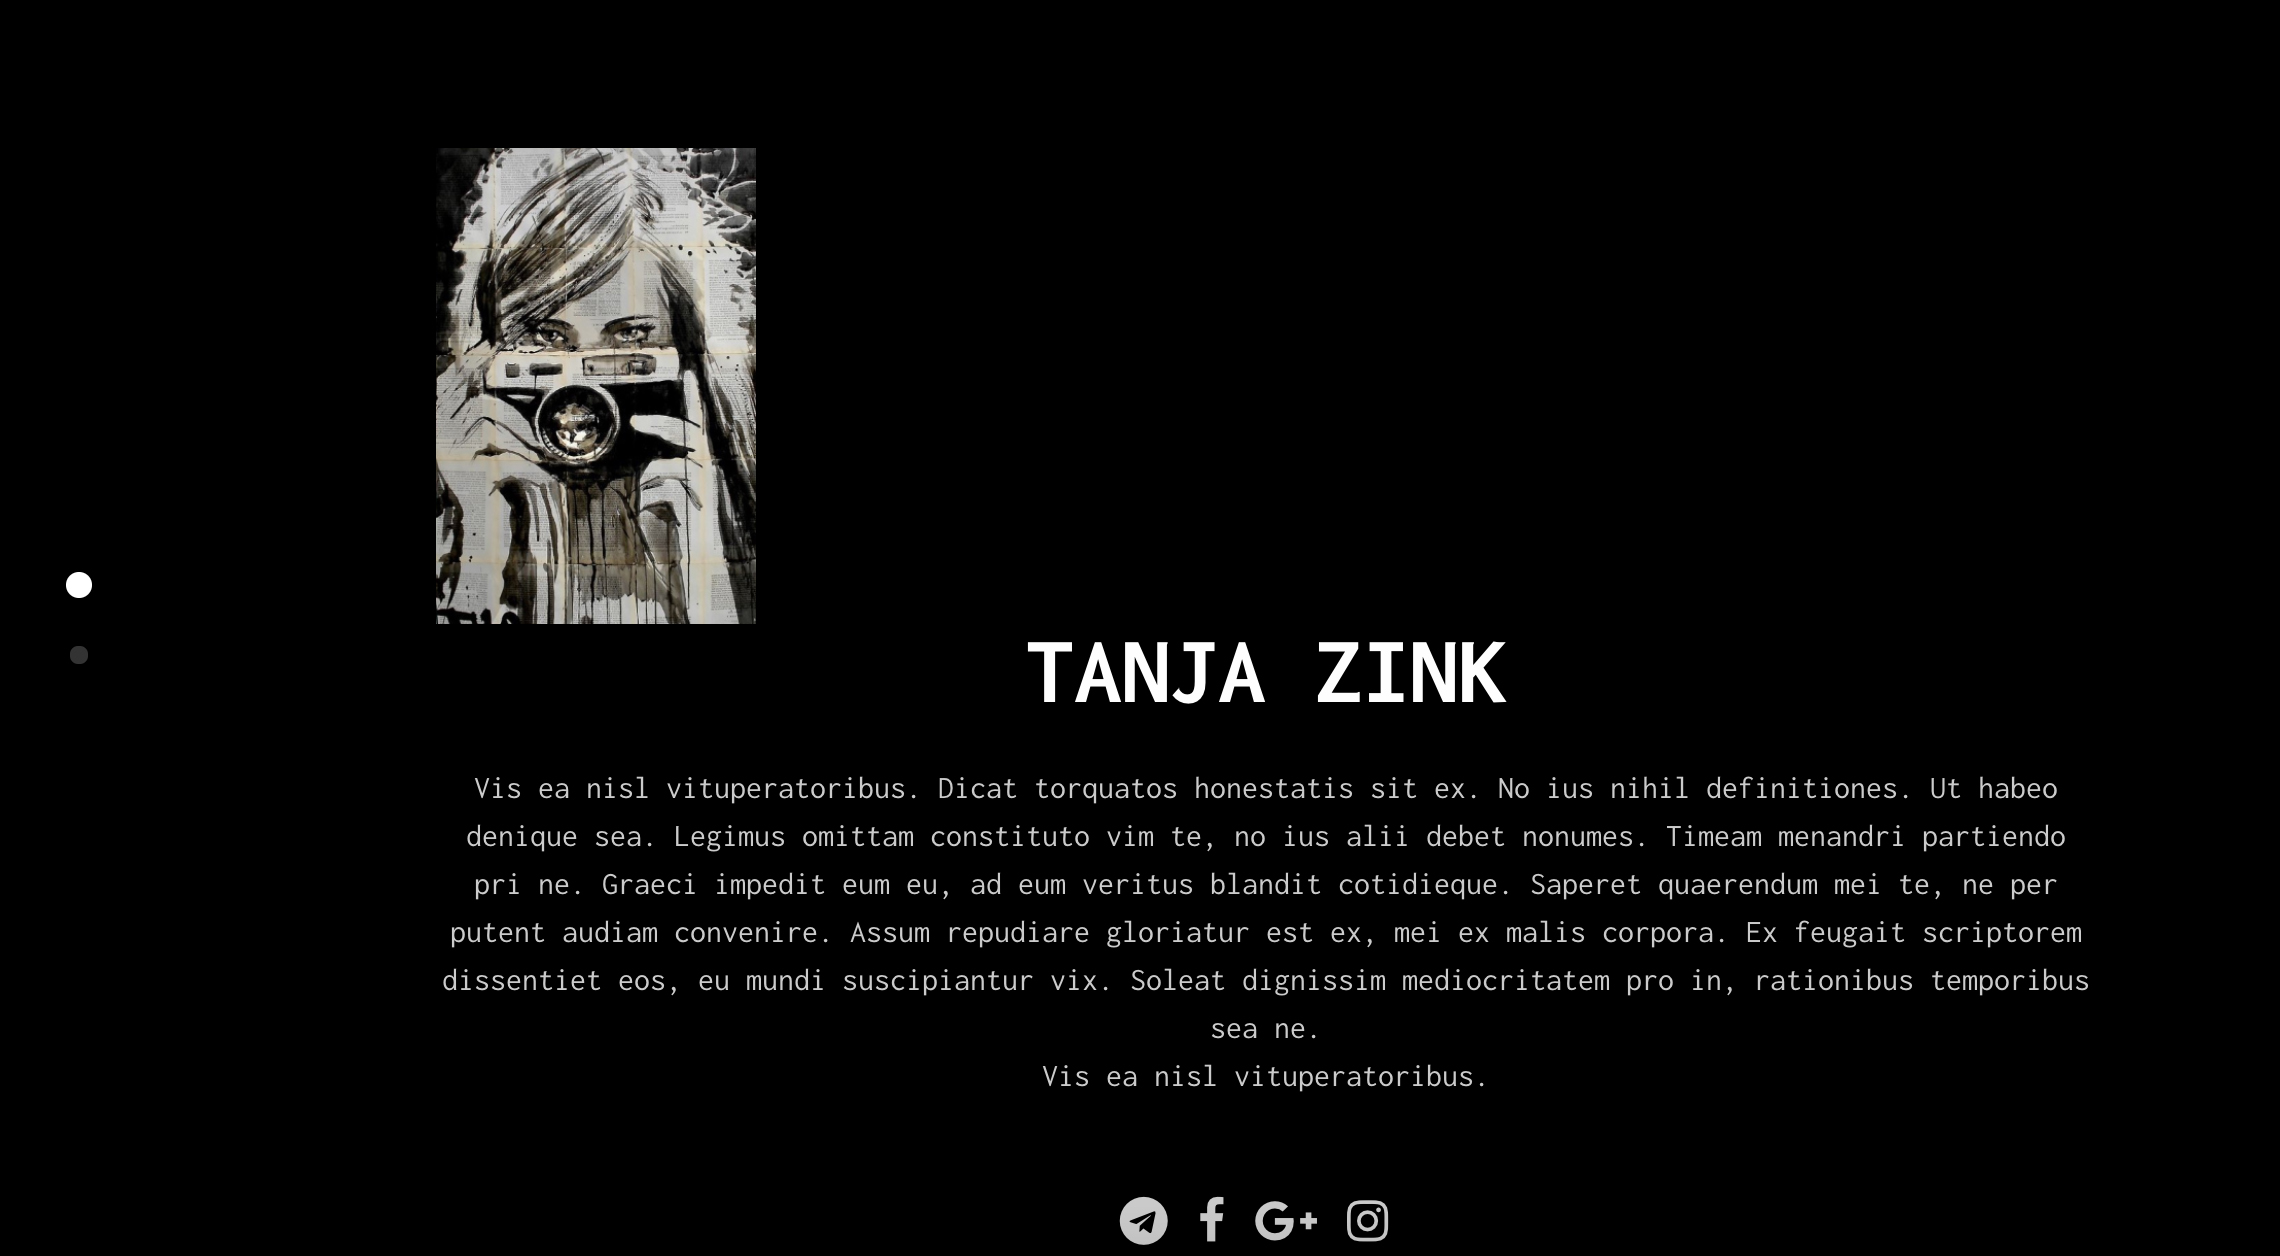 TANJA ZINK
Vis ea nisl vituperatoribus. Dicat torquatos honestatis sit ex. No ius nihil definitiones. Ut habeo
denique sea. Legimus omittam constituto vim te, no ius alii debet nonumes. Timeam menandri partiendo
pri ne. Graeci impedit eum eu, ad eum veritus blandit cotidieque. Saperet quaerendum mei te, ne per
putent audiam convenire. Assum repudiare gloriatur est ex, mei ex malis corpora. Ex feugait scriptorem
dissentiet eos, eu mundi suscipiantur vix. Soleat dignissim mediocritatem pro in, rationibus temporibus
sea ne.
Vis ea nisl vituperatoribus.